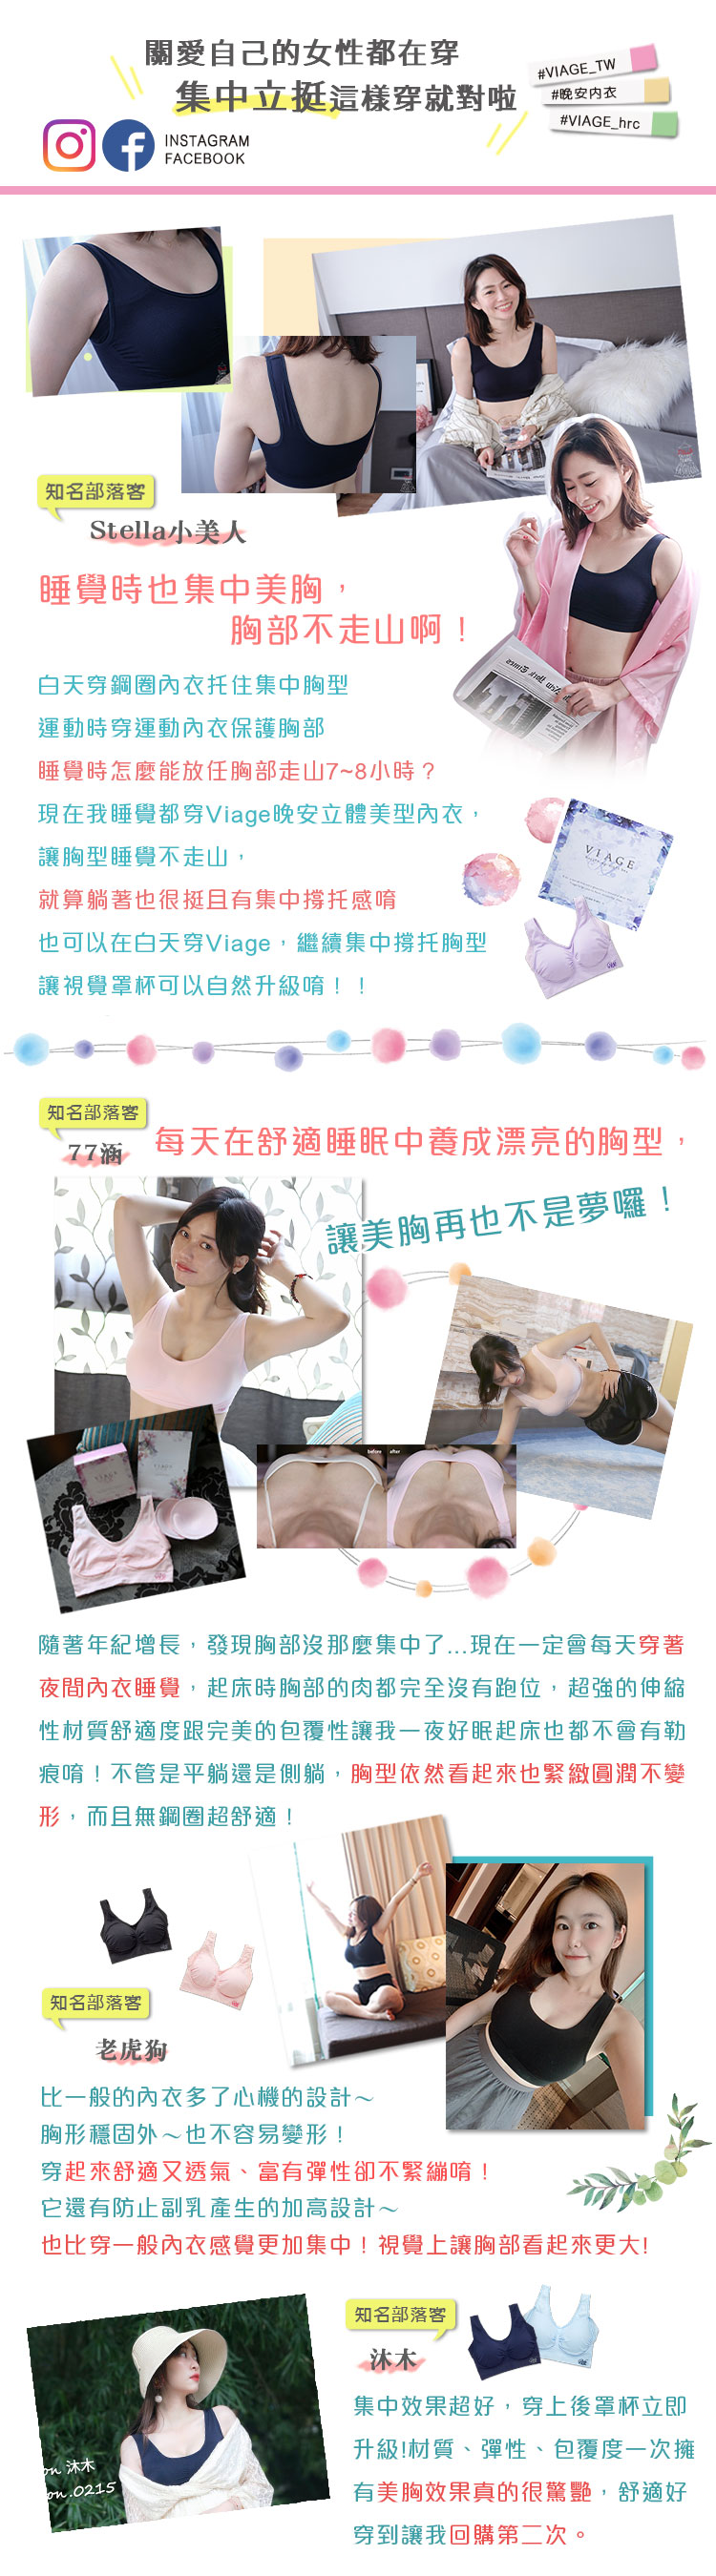 關愛自己的女性都在穿
集中立挺這樣穿就對啦
#VIAGE_TW
#晚安內衣
#VIAGE_hrc
INSTAGRAM
FACEBOOK
知名部落客
Stella小美人
睡覺時也集中美胸，
胸部不走山啊！
白天穿鋼圈內衣托住集中胸型
運動時穿運動內衣保護胸部
睡覺時怎麼能放任胸部走山7~8小時？
現在我睡覺都穿Viage晚安立體美型內衣，
讓胸型睡覺不走山，
就算躺著也很挺且有集中撐托感唷
也可以在白天穿Viage，繼續集中撐托胸型
讓視覺罩杯可以自然升級唷！！
VIAGE
知名部落客
77涵
每天在舒適睡眠中養成漂亮的胸型，
讓美胸再也不是夢囉！
before
after
VIAGE
隨著年紀增長，發現胸部沒那麼集中了...現在一定會每天穿著
夜間內衣睡覺，起床時胸部的肉都完全沒有跑位，超強的伸縮
性材質舒適度跟完美的包覆性讓我一夜好眠起床也都不會有勒
痕唷！不管是平躺還是側躺，胸型依然看起來也緊緻圓潤不變
形，而且無鋼圈超舒適！
知名部落客
老虎狗
比一般的內衣多了心機的設計～
胸形穩固外～也不容易變形！
穿起來舒適又透氣、富有彈性卻不緊繃唷！
它還有防止副乳產生的加高設計～
也比穿一般內衣感覺更加集中！視覺上讓胸部看起來更大!
知名部落客
沐木
集中效果超好，穿上後罩杯立即
升級!材質、彈性、包覆度一次擁
有美胸效果真的很驚艷，舒適好
穿到讓我回購第二次。
on 沐木
on.0215